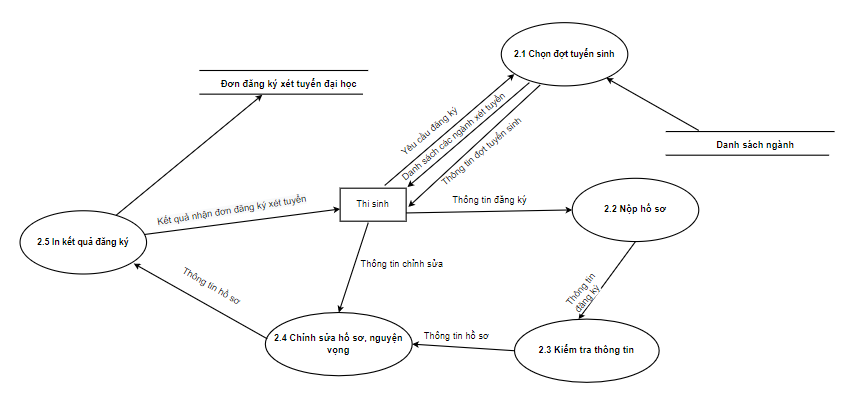 2.1 Chọn đợt tuyển sinh
Đơn đăng ký xét tuyển đại học
Yêu cầu đăng ký
Danh sách các ngành xét tuyển
Thông tin đợt tuyển sinh
Danh sách ngành
Kết quả nhận đơn đăng ký xét tuyển
Thí sinh
Thông tin đăng ký
2.2 Nộp hồ sơ
2.5 In kết quả đăng ký
Thông tin chỉnh sửa
Thông tin hồ sơ
Thông tin
đăng ký
2.4 Chỉnh sửa hồ sơ, nguyện
vọng
Thông tin hồ sơ
2.3 Kiểm tra thông tin